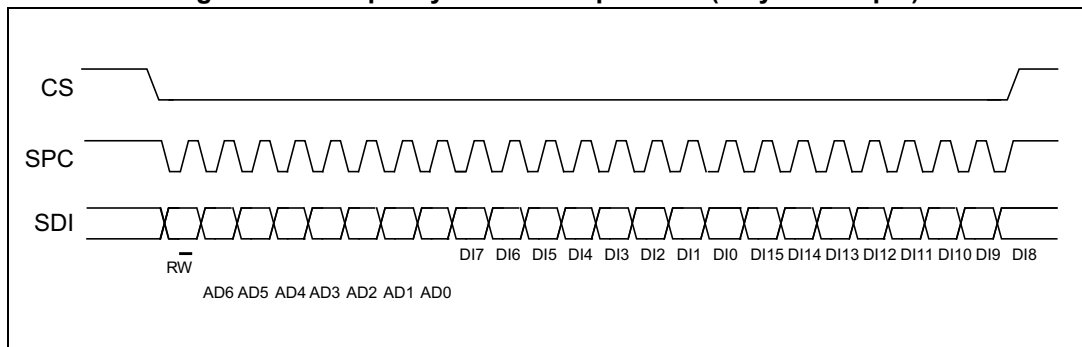 CS
SPC
SDI
RW
DI7 DI6 DI5 DI4 DI3 DI2 DI1 DI0 DI15 DI14 DI13 DI12 DI11 DI10 DI9 DI8
AD6 AD5 AD4 AD3 AD2 AD1 AD0